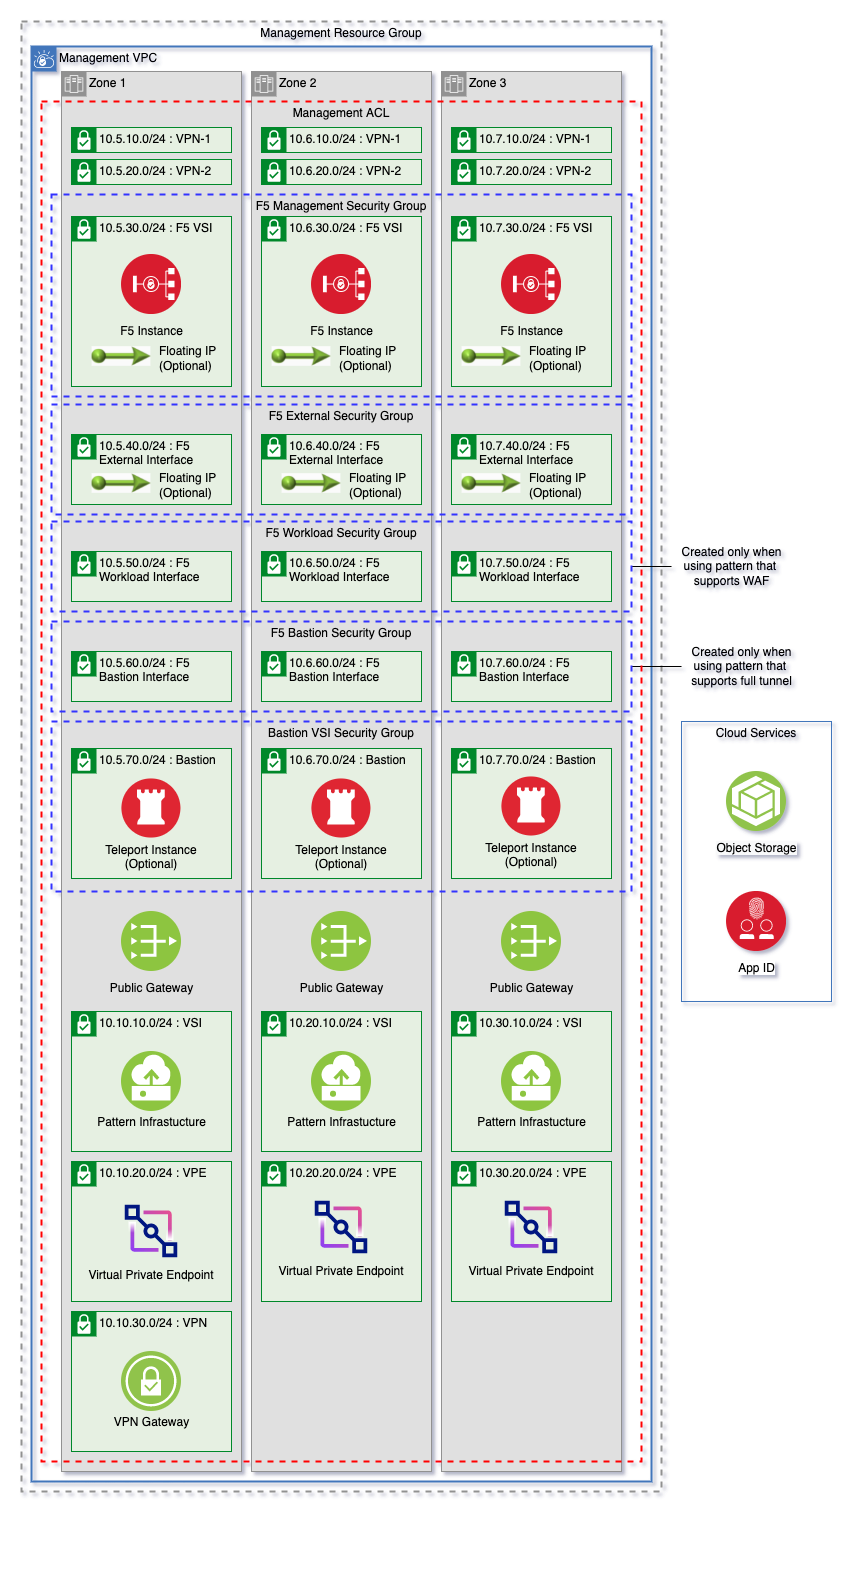 Management Resource Group
Management VPC
Zone 1
Zone 2
Zone 3
Management ACL
10.5.10.0/24 : VPN-1
10.6.10.0/24 : VPN-1
10.7.10.0/24 : VPN-1
10.5.20.0/24 : VPN-2
10.6.20.0/24 : VPN-2
10.7.20.0/24 : VPN-2
F5 Management Security Group
10.5.30.0/24 : F5 VSI
10.6.30.0/24 : F5 VSI
10.7.30.0/24 : F5 VSI
F5 Instance
F5 Instance
F5 Instance
Floating IP
(Optional)
Floating IP
(Optional)
Floating IP
(Optional)
F5 External Security Group
10.5.40.0/24 : F5
External Interface
10.6.40.0/24 : F5
External Interface
10.7.40.0/24 : F5
External Interface
Floating IP
(Optional)
Floating IP
(Optional)
Floating IP
(Optional)
F5 Workload Security Group
10.5.50.0/24 : F5
Workload Interface
10.6.50.0/24 : F5
Workload Interface
10.7.50.0/24 : F5
Workload Interface
Created only when
using pattern that
supports WAF
F5 Bastion Security Group
10.5.60.0/24 : F5
Bastion Interface
10.6.60.0/24 : F5
Bastion Interface
10.7.60.0/24 : F5
Bastion Interface
Created only when
using pattern that
supports full tunnel
Bastion VSI Security Group
10.5.70.0/24 : Bastion
10.6.70.0/24 : Bastion
10.7.70.0/24 : Bastion
Teleport Instance
(Optional)
Teleport Instance
(Optional)
Teleport Instance
(Optional)
Cloud Services
Object Storage
App ID
Public Gateway
Public Gateway
Public Gateway
10.10.10.0/24 : VSI
10.20.10.0/24 : VSI
10.30.10.0/24 : VSI
Pattern Infrastucture
Pattern Infrastucture
Pattern Infrastucture
10.10.20.0/24 : VPE
10.20.20.0/24 : VPE
10.30.20.0/24 : VPE
Virtual Private Endpoint
Virtual Private Endpoint
Virtual Private Endpoint
10.10.30.0/24 : VPN
VPN Gateway